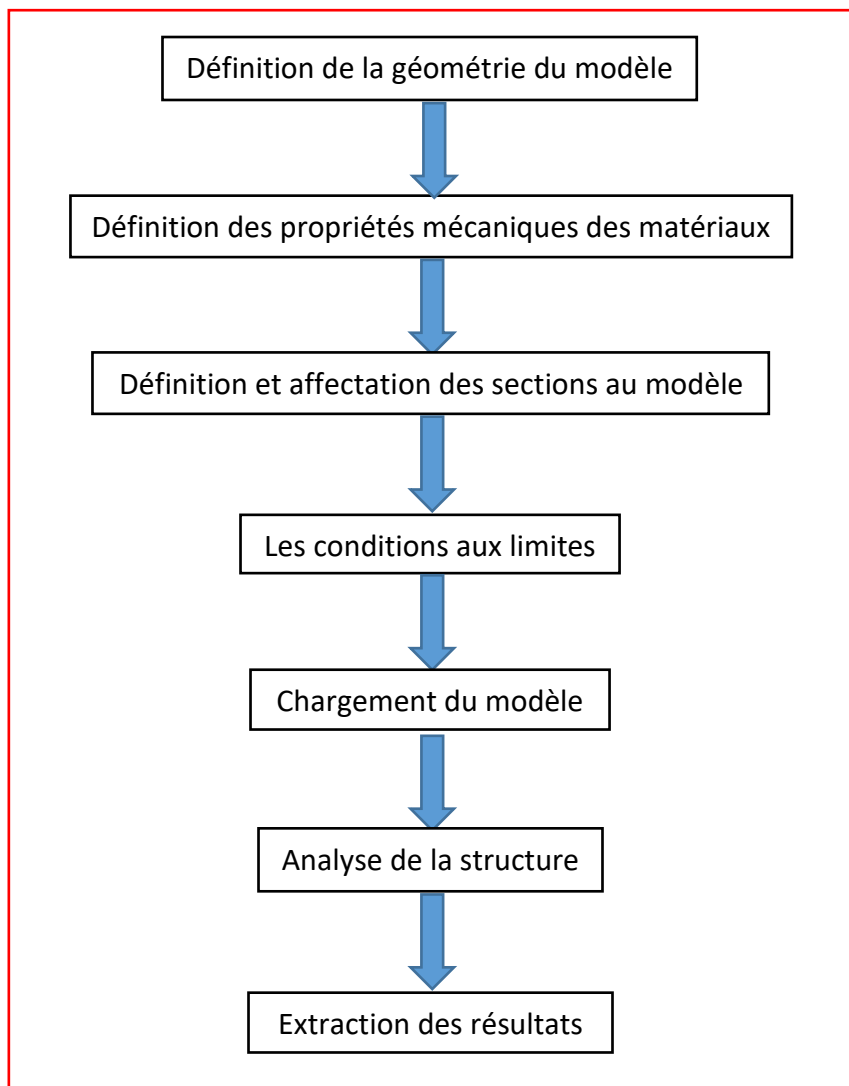 Définition de la géométrie du modèle
Définition des propriétés mécaniques des matériaux
Définition et affectation des sections au modèle
Les conditions aux limites
Chargement du modèle
Analyse de la structure
Extraction des résultats